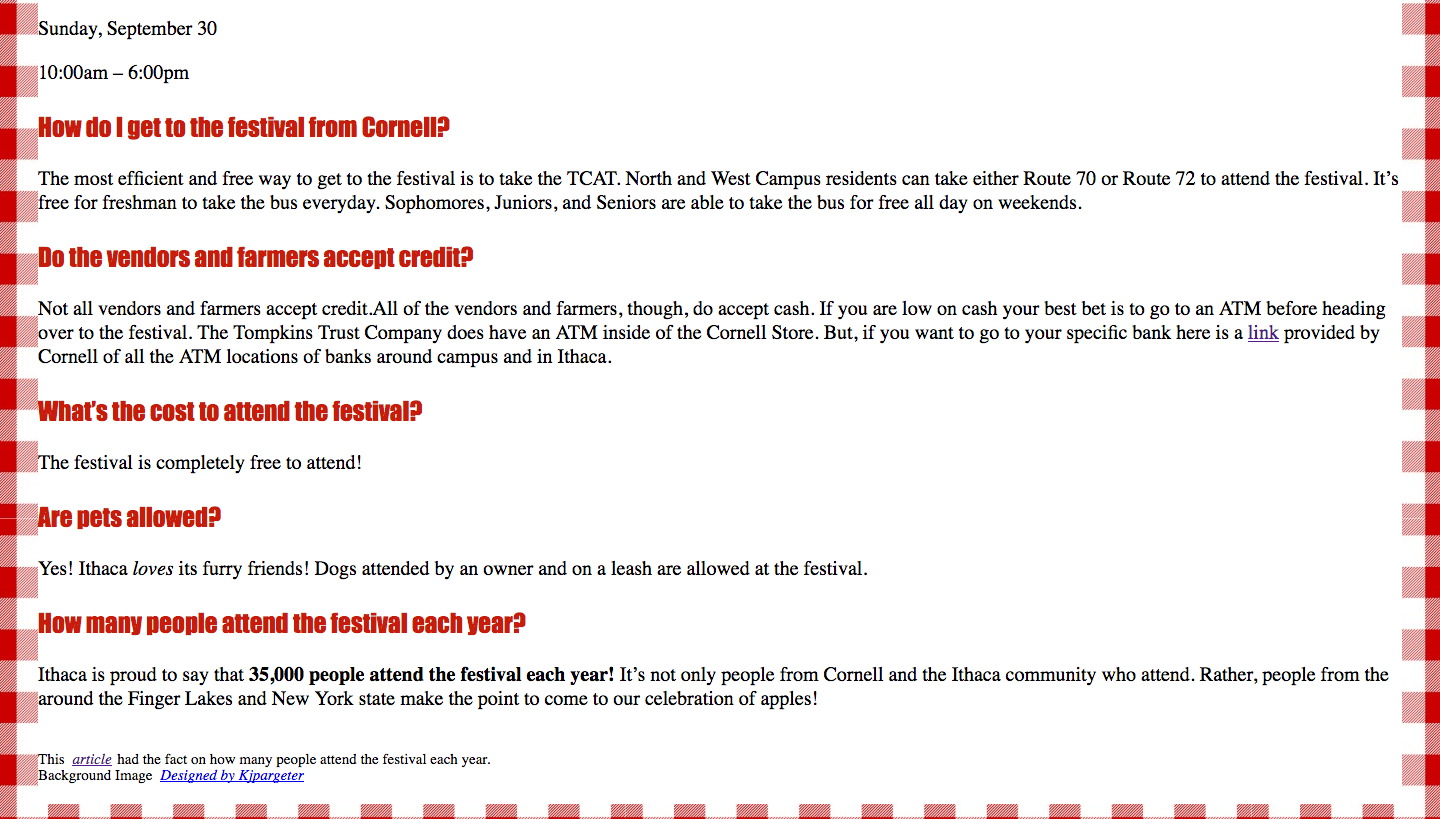 Sunday, September 30
10:00am – 6:00pm
How do I get to the festival from Cornell?
The most efficient and free way to get to the festival is to take the TCAT. North and West Campus residents can take either Route 70 or Route 72 to attend the festival. It’s
free for freshman to take the bus everyday. Sophomores, Juniors, and Seniors are able to take the bus for free all day on weekends.
Do the vendors and farmers accept credit?
Not all vendors and farmers accept credit.All of the vendors and farmers, though, do accept cash. If you are low on cash your best bet is to go to an ATM before heading
over to the festival. The Tompkins Trust Company does have an ATM inside of the Cornell Store. But, if you want to go to your specific bank here is a link provided by
Cornell of all the ATM locations of banks around campus and in Ithaca.
What's the cost to attend the festival?
The festival is completely free to attend!
Are pets allowed?
Yes! Ithaca loves its furry friends! Dogs attended by an owner and on a leash are allowed at the festival.
How many people attend the festival each year?
Ithaca is proud to say that 35,000 people attend the festival each year! It’s not only people from Cornell and the Ithaca community who attend. Rather, people from the
around the Finger Lakes and New York state make the point to come to our celebration of apples!
This article had the fact on how many people attend the festival each year.
Background Image Designed by Kjpargeter